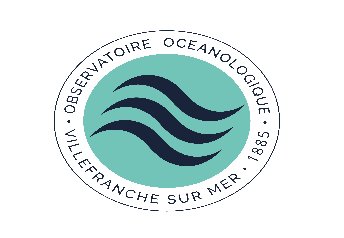 OBSERVATOIRE OCEANOLOGIQUE
• VILLEFRANCHE SUR MER • 1885 •